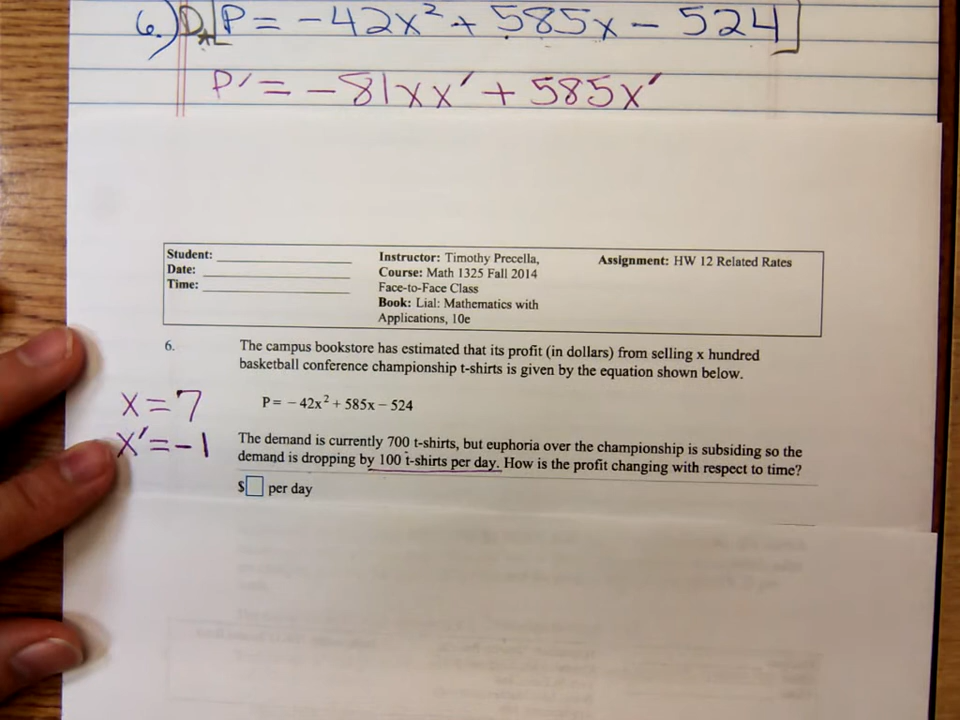 6.) Dₜ[P = -42x² + 585x - 524]
P' = -81xx' + 585x'
Student:
Date:
Time:
Instructor: Timothy Precella,
Course: Math 1325 Fall 2014
Face-to-Face Class
Book: Lial: Mathematics with
Applications, 10e
Assignment: HW 12 Related Rates
6. The campus bookstore has estimated that its profit (in dollars) from selling x hundred
basketball conference championship t-shirts is given by the equation shown below.
x = 7
P = - 42x² + 585x - 524
x' = -1
The demand is currently 700 t-shirts, but euphoria over the championship is subsiding so the
demand is dropping by 100 t-shirts per day. How is the profit changing with respect to time?
$ per day